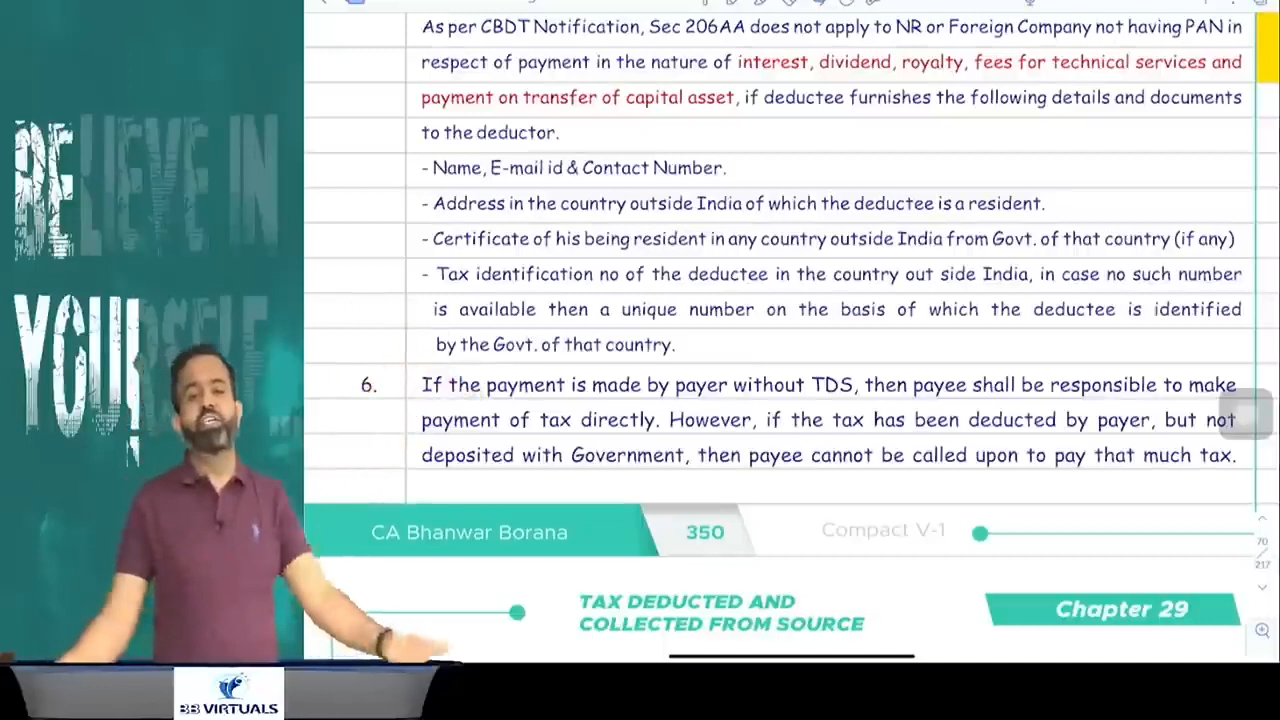 BELIEVE IN
YOURSELF
As per CBDT Notification, Sec 206AA does not apply to NR or Foreign Company not having PAN in
respect of payment in the nature of interest, dividend, royalty, fees for technical services and
payment on transfer of capital asset, if deductee furnishes the following details and documents
to the deductor.
- Name, E-mail id & Contact Number.
- Address in the country outside India of which the deductee is a resident.
- Certificate of his being resident in any country outside India from Govt. of that country (if any)
- Tax identification no of the deductee in the country out side India, in case no such number
is available then a unique number on the basis of which the deductee is identified
by the Govt. of that country.
6. If the payment is made by payer without TDS, then payee shall be responsible to make
payment of tax directly. However, if the tax has been deducted by payer, but not
deposited with Government, then payee cannot be called upon to pay that much tax.
CA Bhanwar Borana 350 Compact V-1
70
/
217
TAX DEDUCTED AND
COLLECTED FROM SOURCE
Chapter 29
BB VIRTUALS